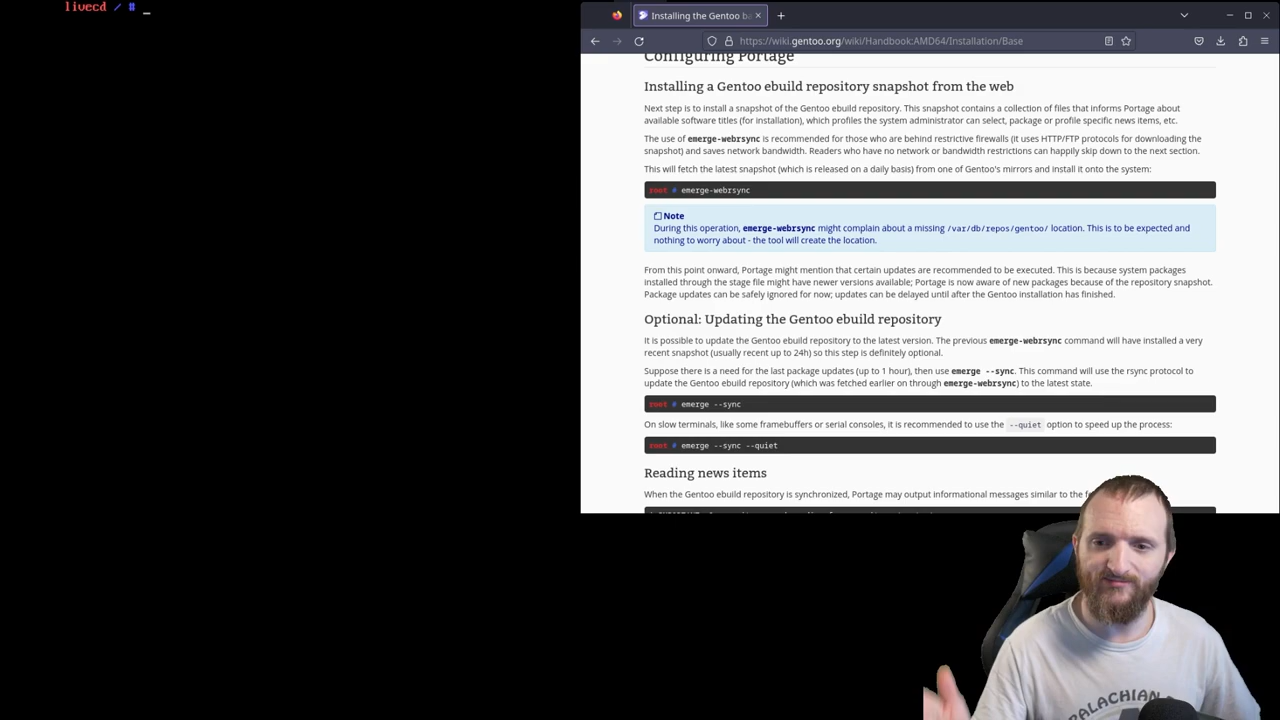 livecd / # _
Installing the Gentoo ba
https://wiki.gentoo.org/wiki/Handbook:AMD64/Installation/Base
Configuring Portage
Installing a Gentoo ebuild repository snapshot from the web
Next step is to install a snapshot of the Gentoo ebuild repository. This snapshot contains a collection of files that informs Portage about
available software titles (for installation), which profiles the system administrator can select, package or profile specific news items, etc.
The use of emerge-webrsync is recommended for those who are behind restrictive firewalls (it uses HTTP/FTP protocols for downloading the
snapshot) and saves network bandwidth. Readers who have no network or bandwidth restrictions can happily skip down to the next section.
This will fetch the latest snapshot (which is released on a daily basis) from one of Gentoo's mirrors and install it onto the system:
root # emerge-webrsync
Note
During this operation, emerge-webrsync might complain about a missing /var/db/repos/gentoo/ location. This is to be expected and
nothing to worry about - the tool will create the location.
From this point onward, Portage might mention that certain updates are recommended to be executed. This is because system packages
installed through the stage file might have newer versions available; Portage is now aware of new packages because of the repository snapshot.
Package updates can be safely ignored for now; updates can be delayed until after the Gentoo installation has finished.
Optional: Updating the Gentoo ebuild repository
It is possible to update the Gentoo ebuild repository to the latest version. The previous emerge-webrsync command will have installed a very
recent snapshot (usually recent up to 24h) so this step is definitely optional.
Suppose there is a need for the last package updates (up to 1 hour), then use emerge --sync. This command will use the rsync protocol to
update the Gentoo ebuild repository (which was fetched earlier on through emerge-webrsync) to the latest state.
root # emerge --sync
On slow terminals, like some framebuffers or serial consoles, it is recommended to use the --quiet option to speed up the process:
root # emerge --sync --quiet
Reading news items
When the Gentoo ebuild repository is synchronized, Portage may output informational messages similar to the
PALACHIAN